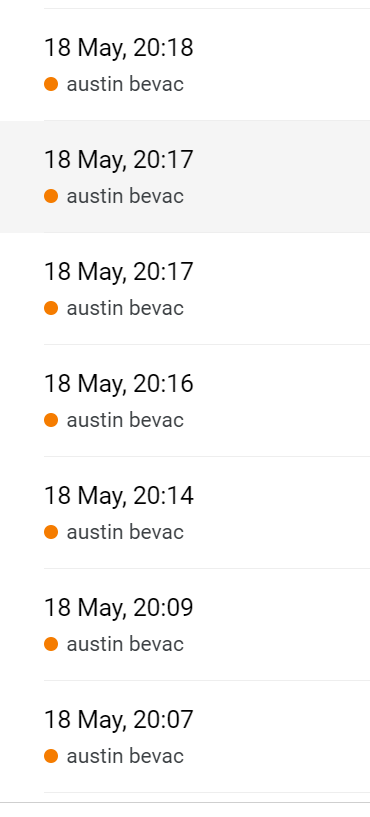 18 May, 20:18
austin bevac
18 May, 20:17
austin bevac
18 May, 20:17
austin bevac
18 May, 20:16
austin bevac
18 May, 20:14
austin bevac
18 May, 20:09
austin bevac
18 May, 20:07
austin bevac